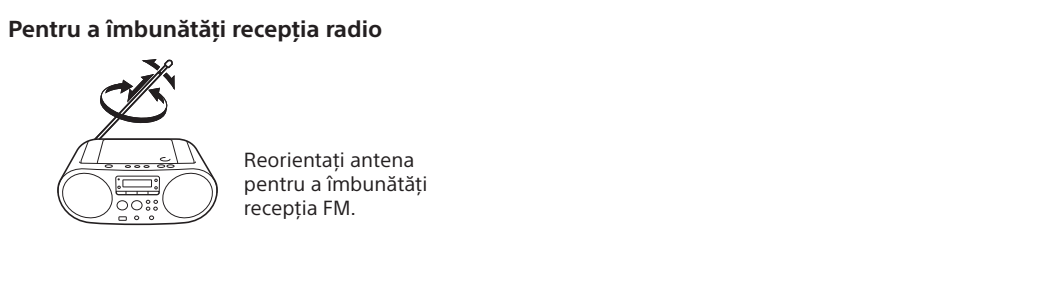 Pentru a îmbunătăți recepția radio
Reorientați antena
pentru a îmbunătăți
recepția FM.